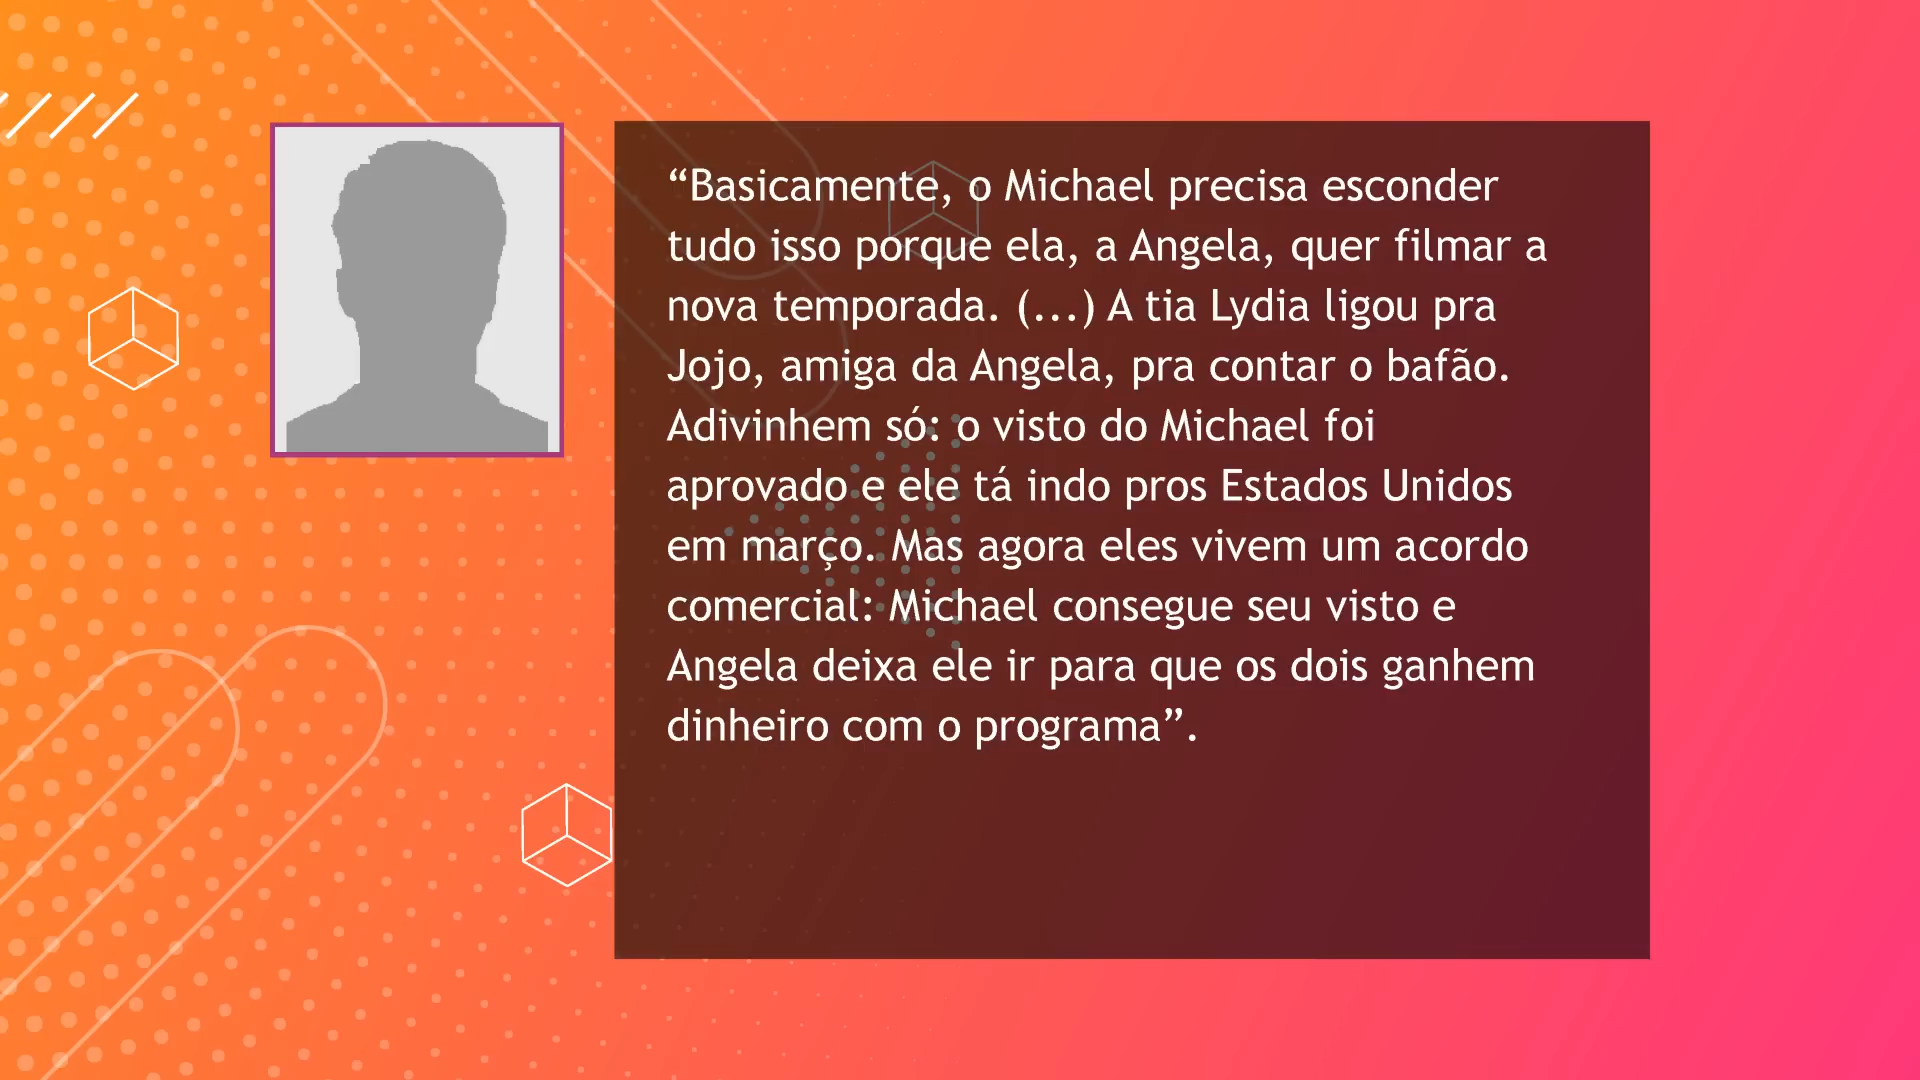 “Basicamente, o Michael precisa esconder
tudo isso porque ela, a Angela, quer filmar a
nova temporada. (...) A tia Lydia ligou pra
Jojo, amiga da Angela, pra contar o bafão.
Adivinhem só: o visto do Michael foi
aprovado e ele tá indo pros Estados Unidos
em março. Mas agora eles vivem um acordo
comercial: Michael consegue seu visto e
Angela deixa ele ir para que os dois ganhem
dinheiro com o programa”.